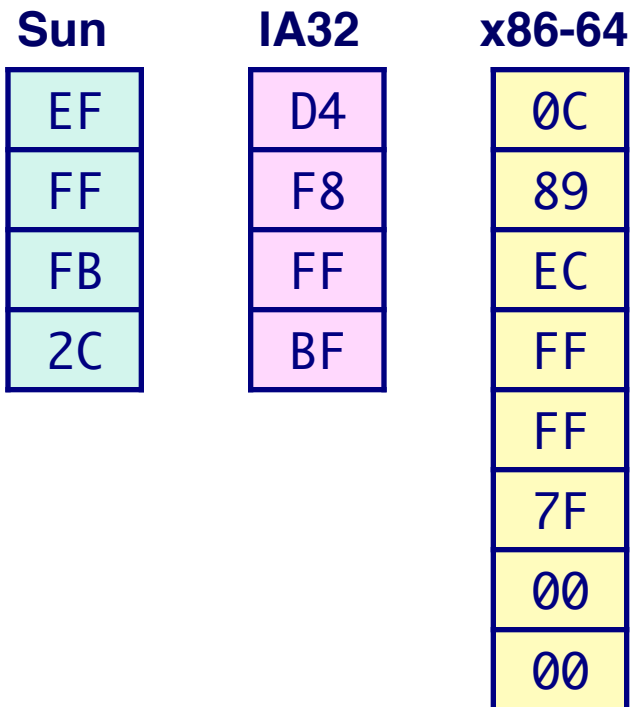 Sun IA32 x86-64
EF D4 0C
FF F8 89
FB FF EC
2C BF FF
FF
7F
00
00